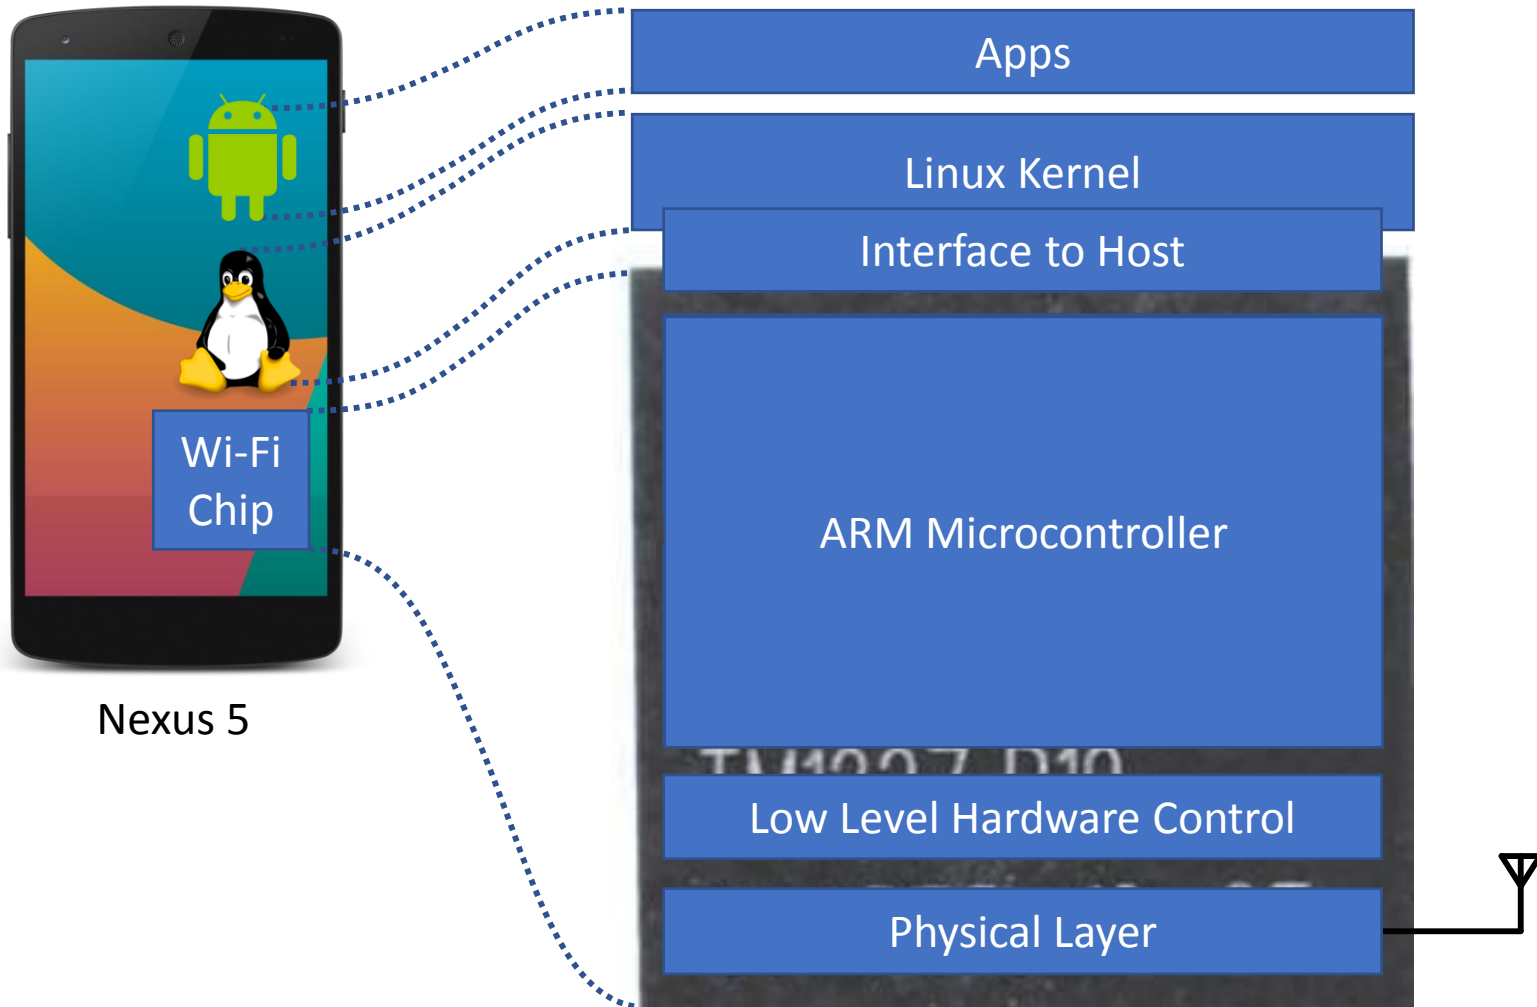 Apps
Linux Kernel
Interface to Host
Wi-Fi
Chip
ARM Microcontroller
Nexus 5
Low Level Hardware Control
Physical Layer